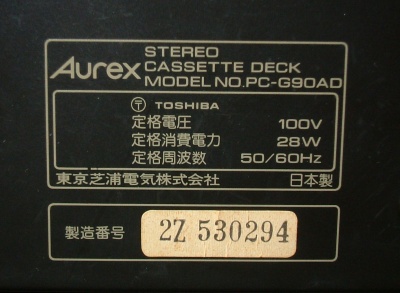 Aurex
STEREO
CASSETTE DECK
MODEL NO. PC-G90AD
〒 TOSHIBA
定格電圧 100V
定格消費電力 28W
定格周波数 50/60Hz
東京芝浦電気株式会社 日本製
製造番号 2Z 530294